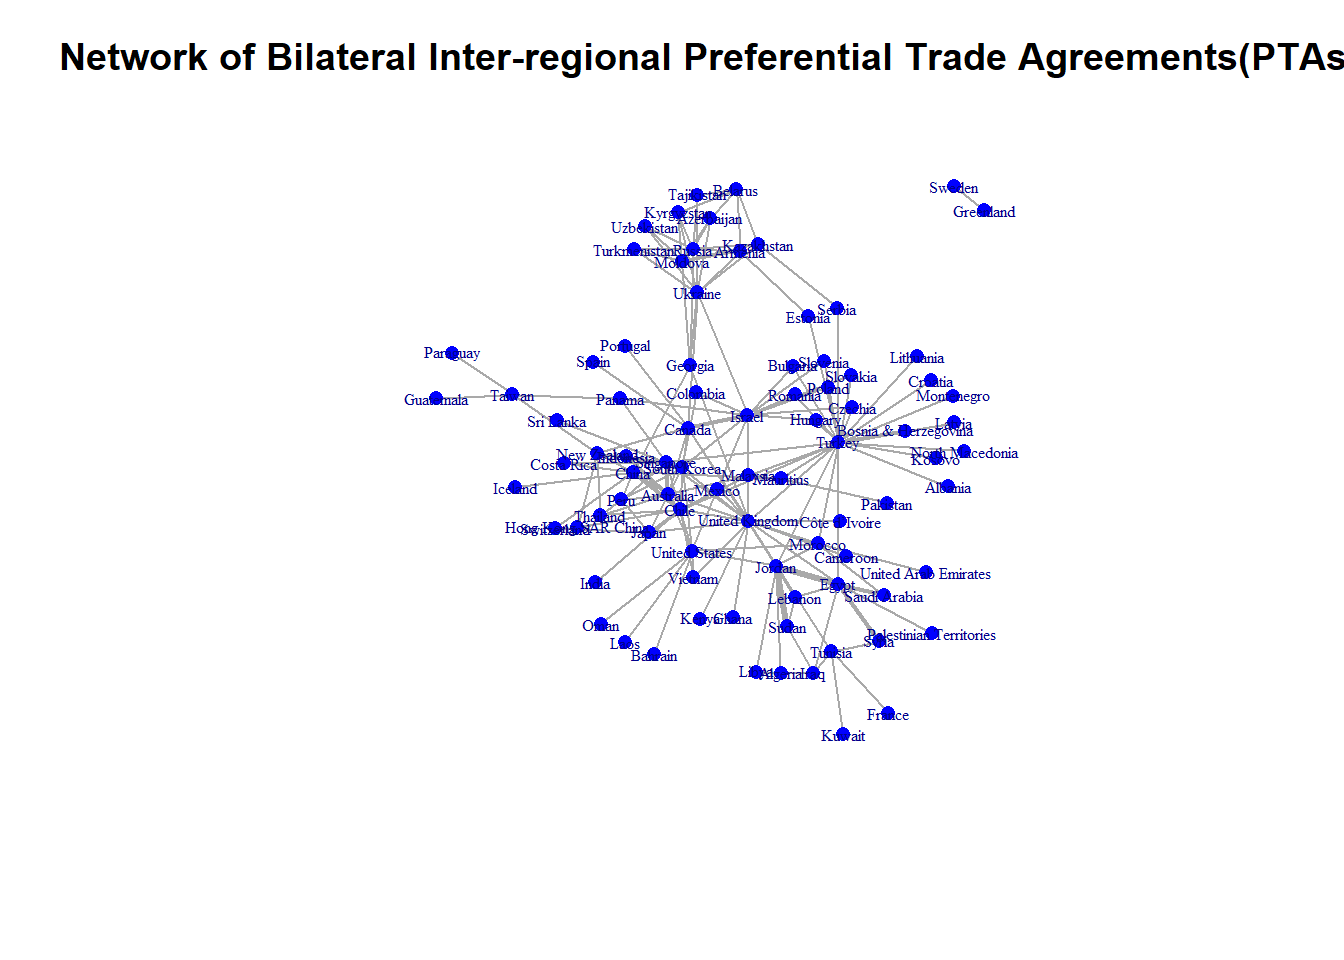 Network of Bilateral Inter-regional Preferential Trade Agreements(PTAs
Sweden
Greenland
Tajikistan
Belarus
Kyrgyzstan
Azerbaijan
Uzbekistan
Kazakhstan
Turkmenistan
Russia
Armenia
Moldova
Ukraine
Serbia
Estonia
Portugal
Paraguay
Spain
Georgia
Bulgaria
Slovenia
Lithuania
Slovakia
Croatia
Poland
Colombia
Romania
Montenegro
Guatemala
Taiwan
Panama
Czechia
Israel
Sri Lanka
Hungary
Latvia
Canada
Bosnia & Herzegovina
Turkey
New Zealand
Indonesia
North Macedonia
Kosovo
Costa Rica
Singapore
South Korea
China
Malaysia
Mauritius
Iceland
Albania
Mexico
Australia
Peru
Pakistan
Chile
Thailand
United Kingdom
Côte Ivoire
Hong Kong SAR China
Switzerland
Japan
Morocco
United States
Cameroon
Jordan
United Arab Emirates
Vietnam
India
Egypt
Lebanon
Saudi Arabia
Kenya
Ghana
Oman
Sudan
Palestinian Territories
Laos
Syria
Bahrain
Tunisia
Algeria
Iraq
France
Kuwait